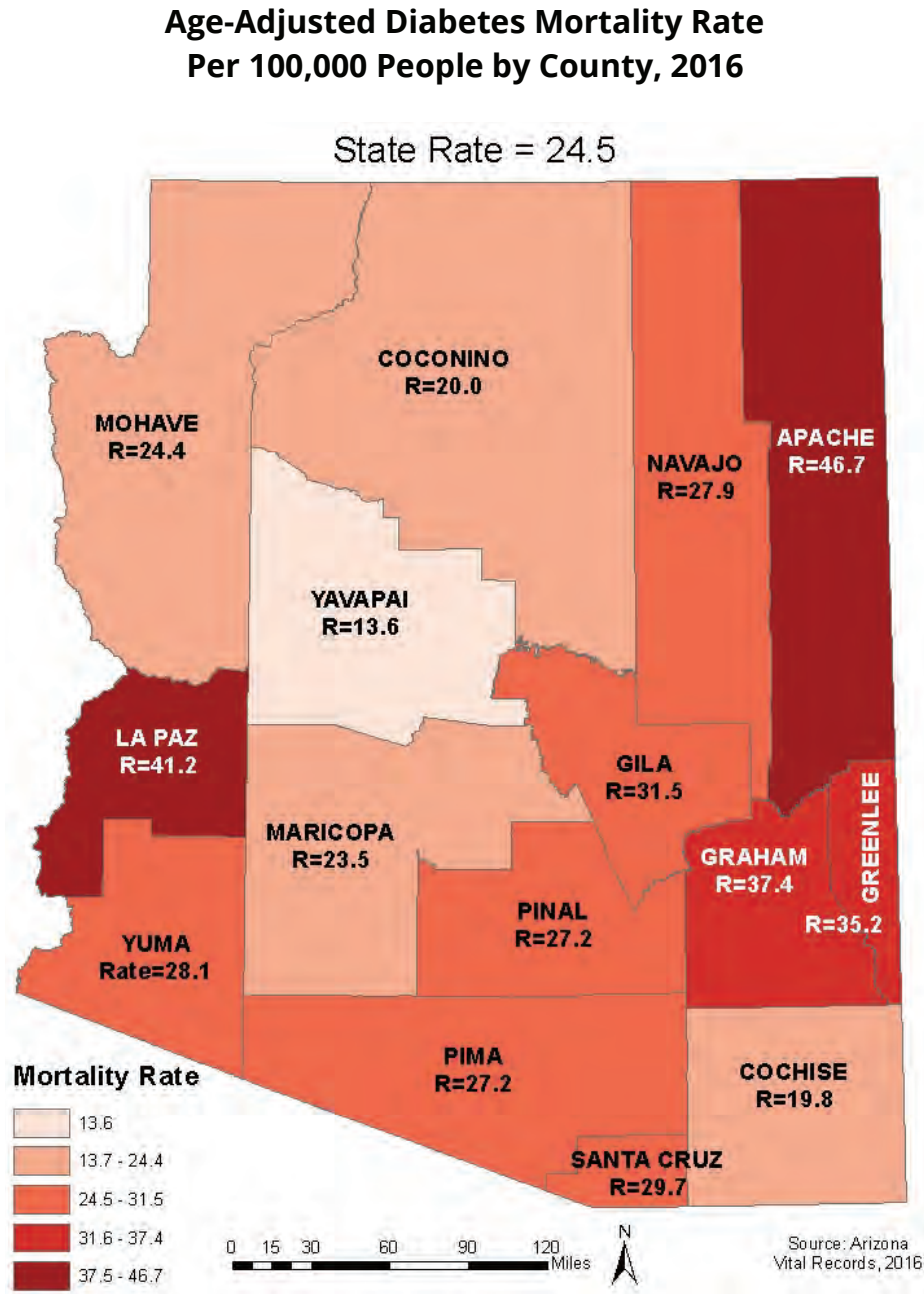 Age-Adjusted Diabetes Mortality Rate
Per 100,000 People by County, 2016
State Rate = 24.5
COCONINO
R=20.0
MOHAVE
R=24.4
APACHE
R=46.7
NAVAJO
R=27.9
YAVAPAI
R=13.6
LA PAZ
R=41.2
GILA
R=31.5
MARICOPA
R=23.5
GRAHAM
R=37.4
GREENLEE
R=35.2
PINAL
R=27.2
YUMA
Rate=28.1
PIMA
R=27.2
COCHISE
R=19.8
SANTA CRUZ
R=29.7
Mortality Rate
13.6
13.7 - 24.4
24.5 - 31.5
31.6 - 37.4
37.5 - 46.7
0 15 30 60 90 120
Miles
N
Source: Arizona
Vital Records, 2016